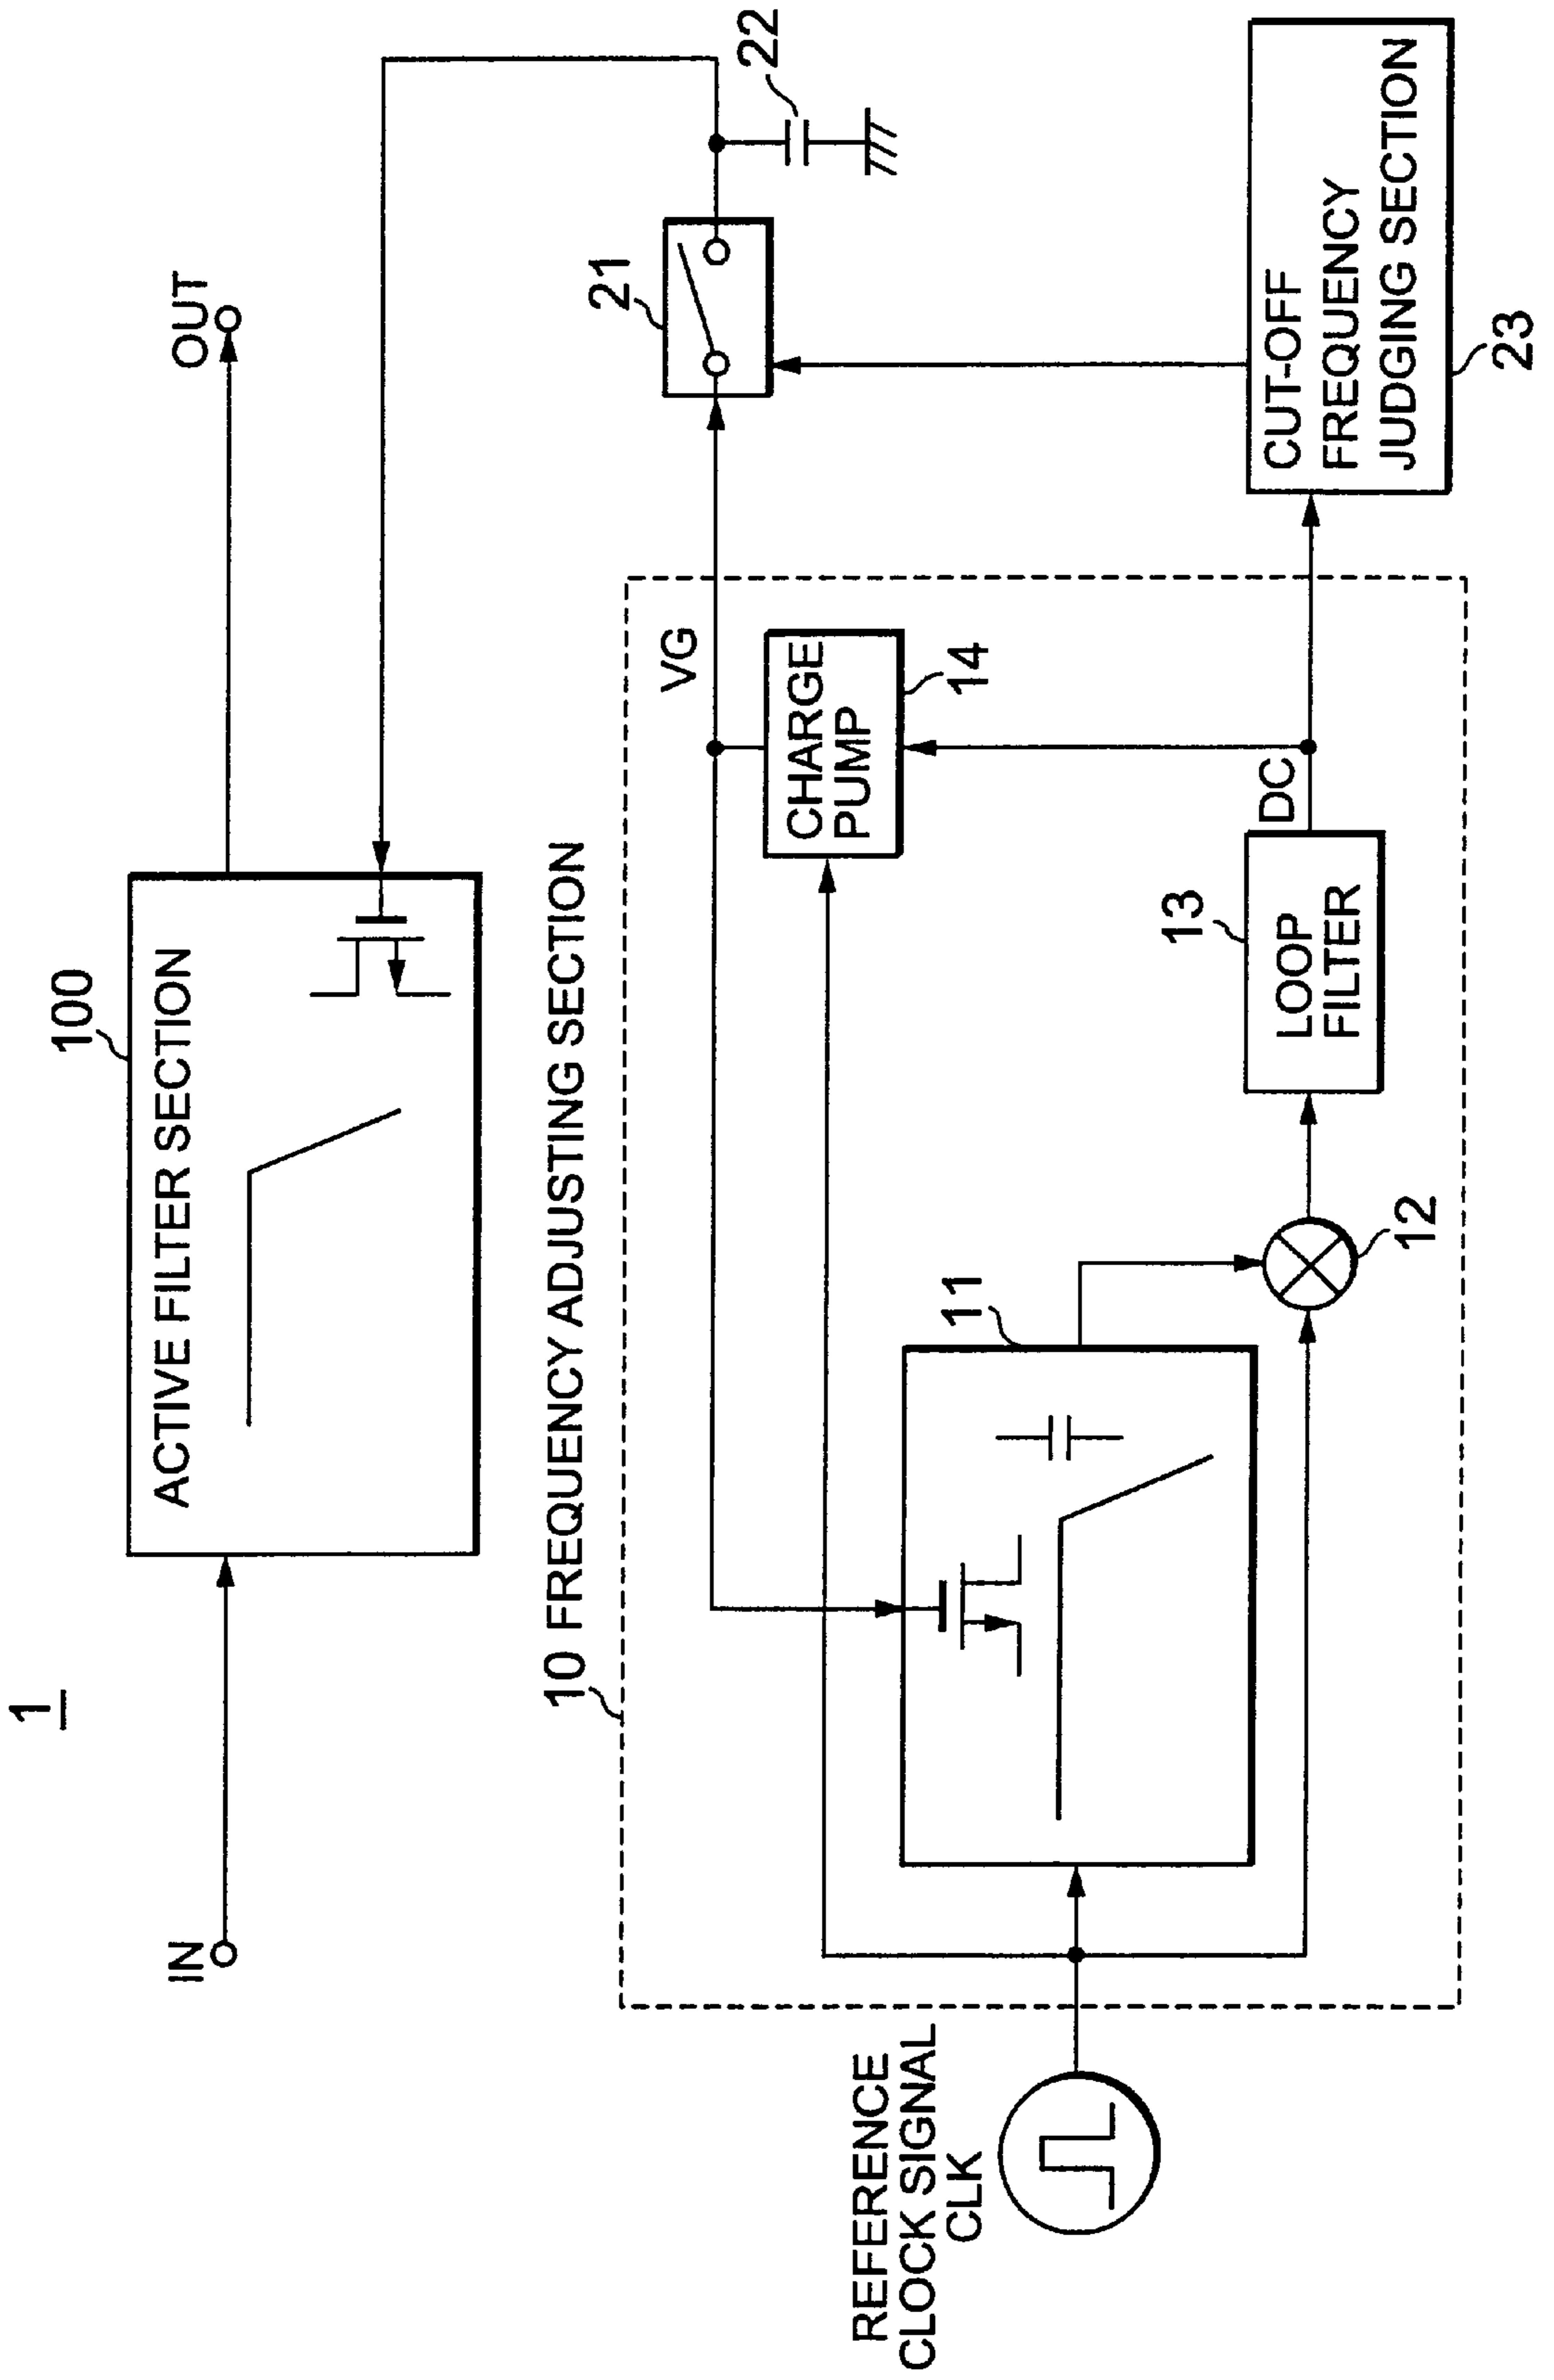 1
100
ACTIVE FILTER SECTION
IN
OUT
10 FREQUENCY ADJUSTING SECTION
VG
21
22
CHARGE
PUMP
14
11
12
13
LOOP
FILTER
DC
CUT-OFF
FREQUENCY
JUDGING SECTION
23
REFERENCE
CLOCK SIGNAL
CLK